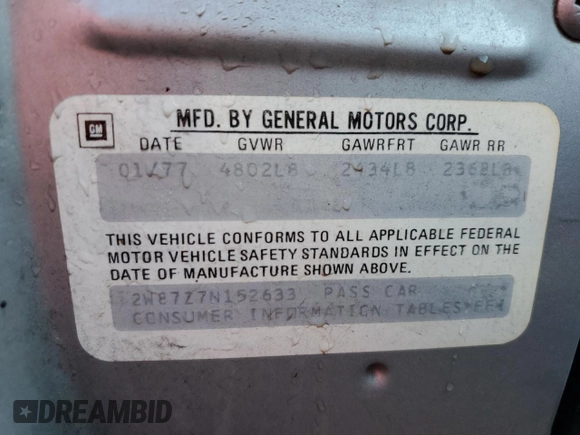 MFD. BY GENERAL MOTORS CORP.
GM
DATE GVWR GAWRFRT GAWR RR
01/77 4802LB 2434LB 2368LB
THIS VEHICLE CONFORMS TO ALL APPLICABLE FEDERAL
MOTOR VEHICLE SAFETY STANDARDS IN EFFECT ON THE
DATE OF MANUFACTURE SHOWN ABOVE.
2W87Z7N152633 PASS CAR
CONSUMER INFORMATION TABLES
DREAMBID